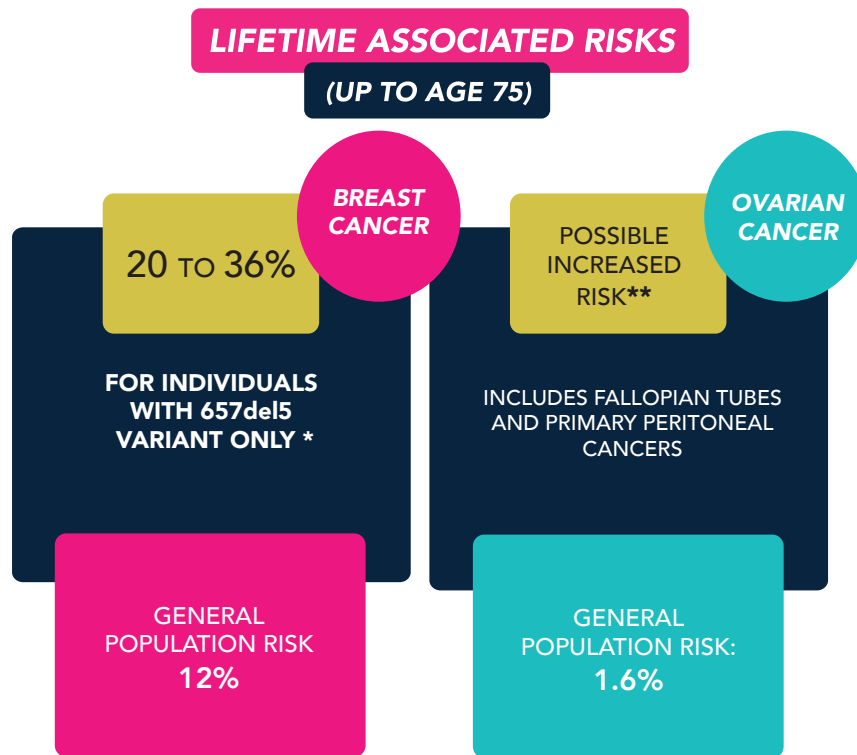 LIFETIME ASSOCIATED RISKS
(UP TO AGE 75)
BREAST
CANCER
20 TO 36%
FOR INDIVIDUALS
WITH 657del5
VARIANT ONLY *
GENERAL
POPULATION RISK
12%
OVARIAN
CANCER
POSSIBLE
INCREASED
RISK**
INCLUDES FALLOPIAN TUBES
AND PRIMARY PERITONEAL
CANCERS
GENERAL
POPULATION RISK:
1.6%